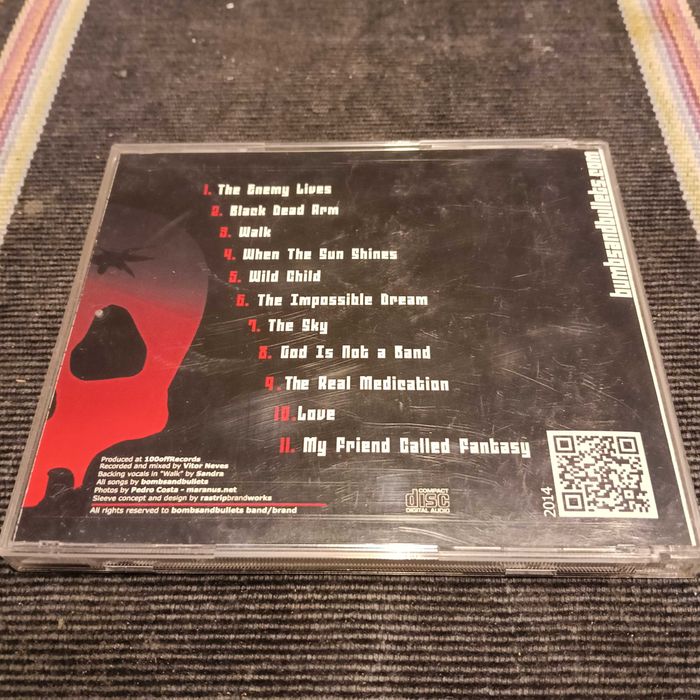 1. The Enemy Lives
2. Black Dead Arm
3. Walk
4. When The Sun Shines
5. Wild Child
6. The Impossible Dream
7. The Sky
8. God Is Not a Band
9. The Real Medication
10. Love
11. My Friend Called Fantasy
bombsandbullets.com
Produced at 100offRecords
Recorded and mixed by Vitor Neves
Backing vocals in "Walk" by Sandra
All songs by bombsandbullets
Photos by Pedro Costa - maranus.net
Sleeve concept and design by rastripbrandworks
All rights reserved to bombsandbullets band/brand
COMPACT
disc
DIGITAL AUDIO
2014